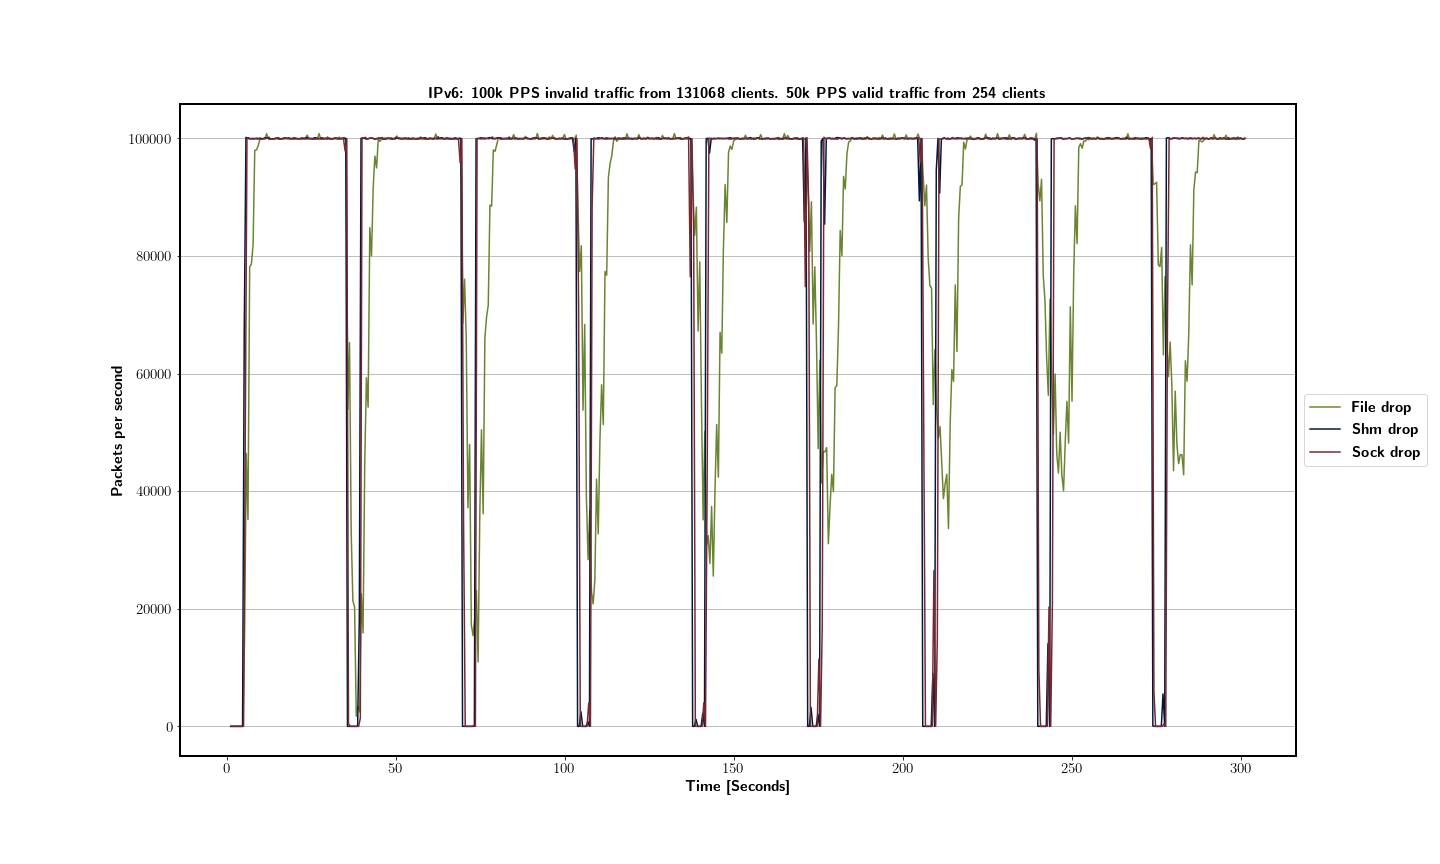 IPv6: 100k PPS invalid traffic from 131068 clients. 50k PPS valid traffic from 254 clients
100000
80000
60000
40000
20000
0
Packets per second
0 50 100 150 200 250 300
Time [Seconds]
File drop
Shm drop
Sock drop